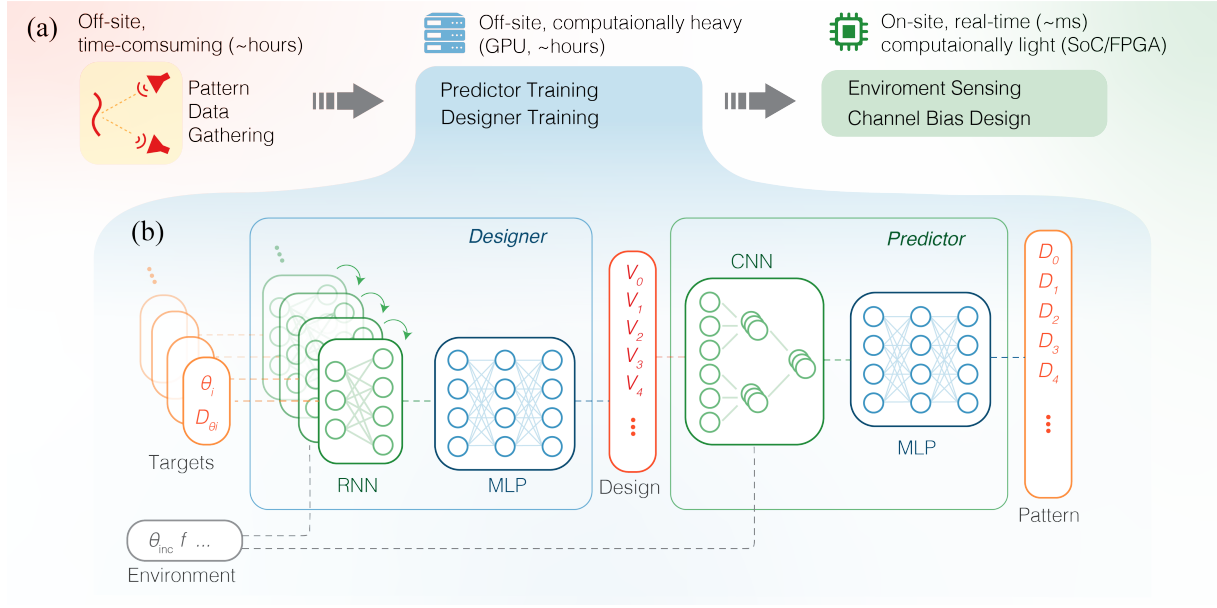 (a)
Off-site,
time-comsuming (~hours)
Pattern
Data
Gathering
Off-site, computaionally heavy
(GPU, ~hours)
Predictor Training
Designer Training
On-site, real-time (~ms)
computaionally light (SoC/FPGA)
Enviroment Sensing
Channel Bias Design
(b)
Designer
Predictor
θi
Dθi
Targets
RNN
MLP
V0
V1
V2
V3
V4
Design
CNN
MLP
D0
D1
D2
D3
D4
Pattern
θinc f ...
Environment